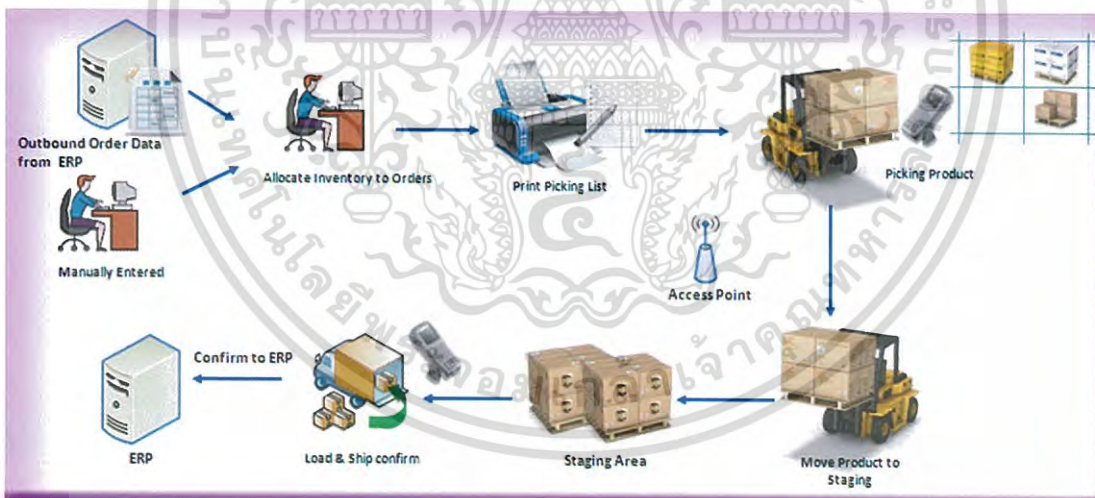 Outbound Order Data
from ERP
Manually Entered
Allocate Inventory to Orders
Print Picking List
Picking Product
Access Point
Move Product to
Staging
Staging Area
Load & Ship confirm
Confirm to ERP
ERP